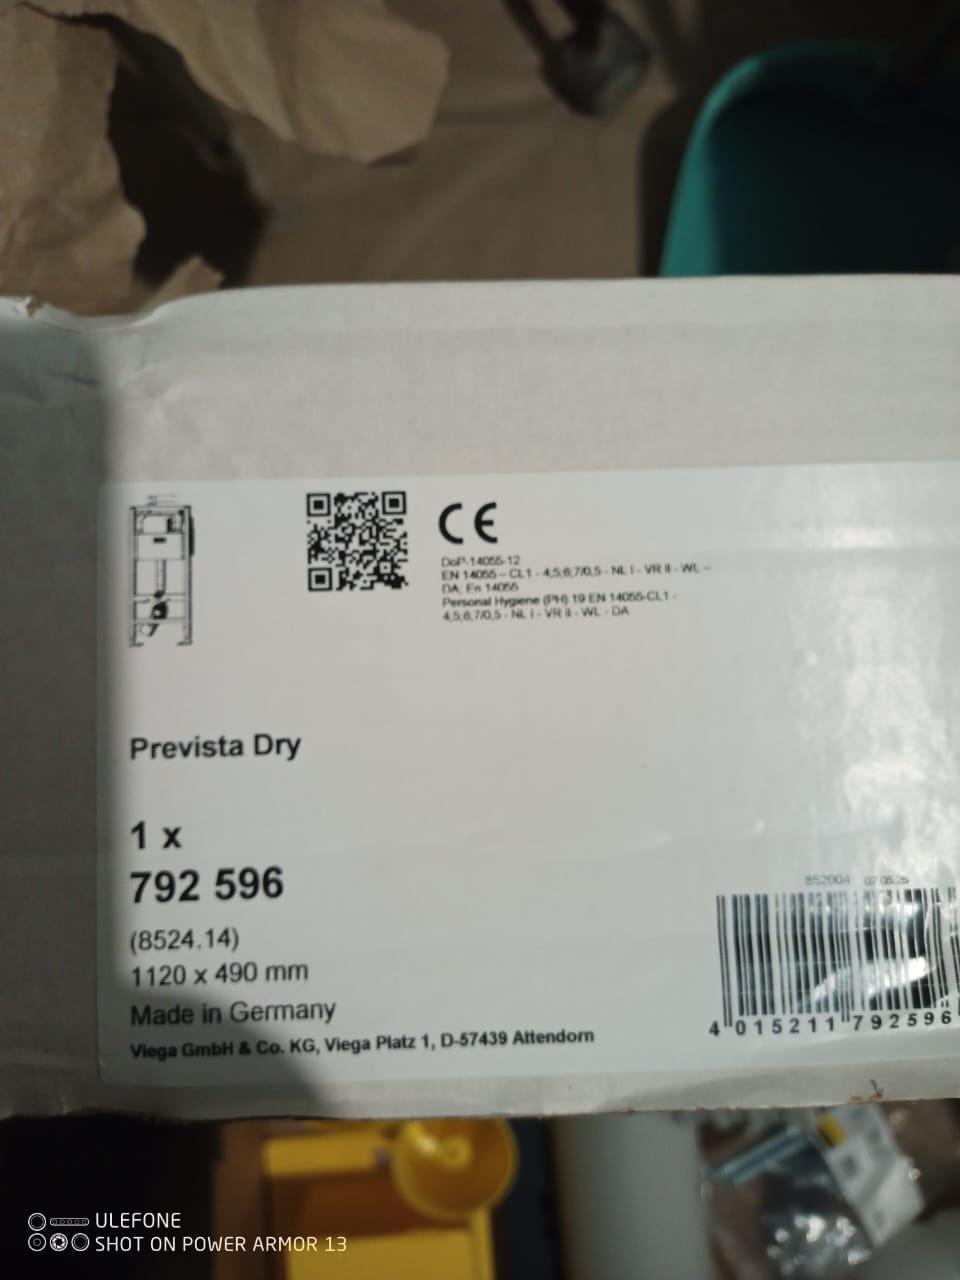 CE
DoP-14055-12
EN 14055 – CL1 - 4,5,6,7/0,5 - NL I - VR II - WL –
DA, En 14055
Personal Hygiene (PH) 19 EN 14055-CL1 -
4,5,6,7/0,5 - NL I - VR II - WL - DA
Prevista Dry
1 x
792 596
(8524.14)
1120 x 490 mm
Made in Germany
Viega GmbH & Co. KG, Viega Platz 1, D-57439 Attendorn
852004
4 015211 792596
ULEFONE
SHOT ON POWER ARMOR 13